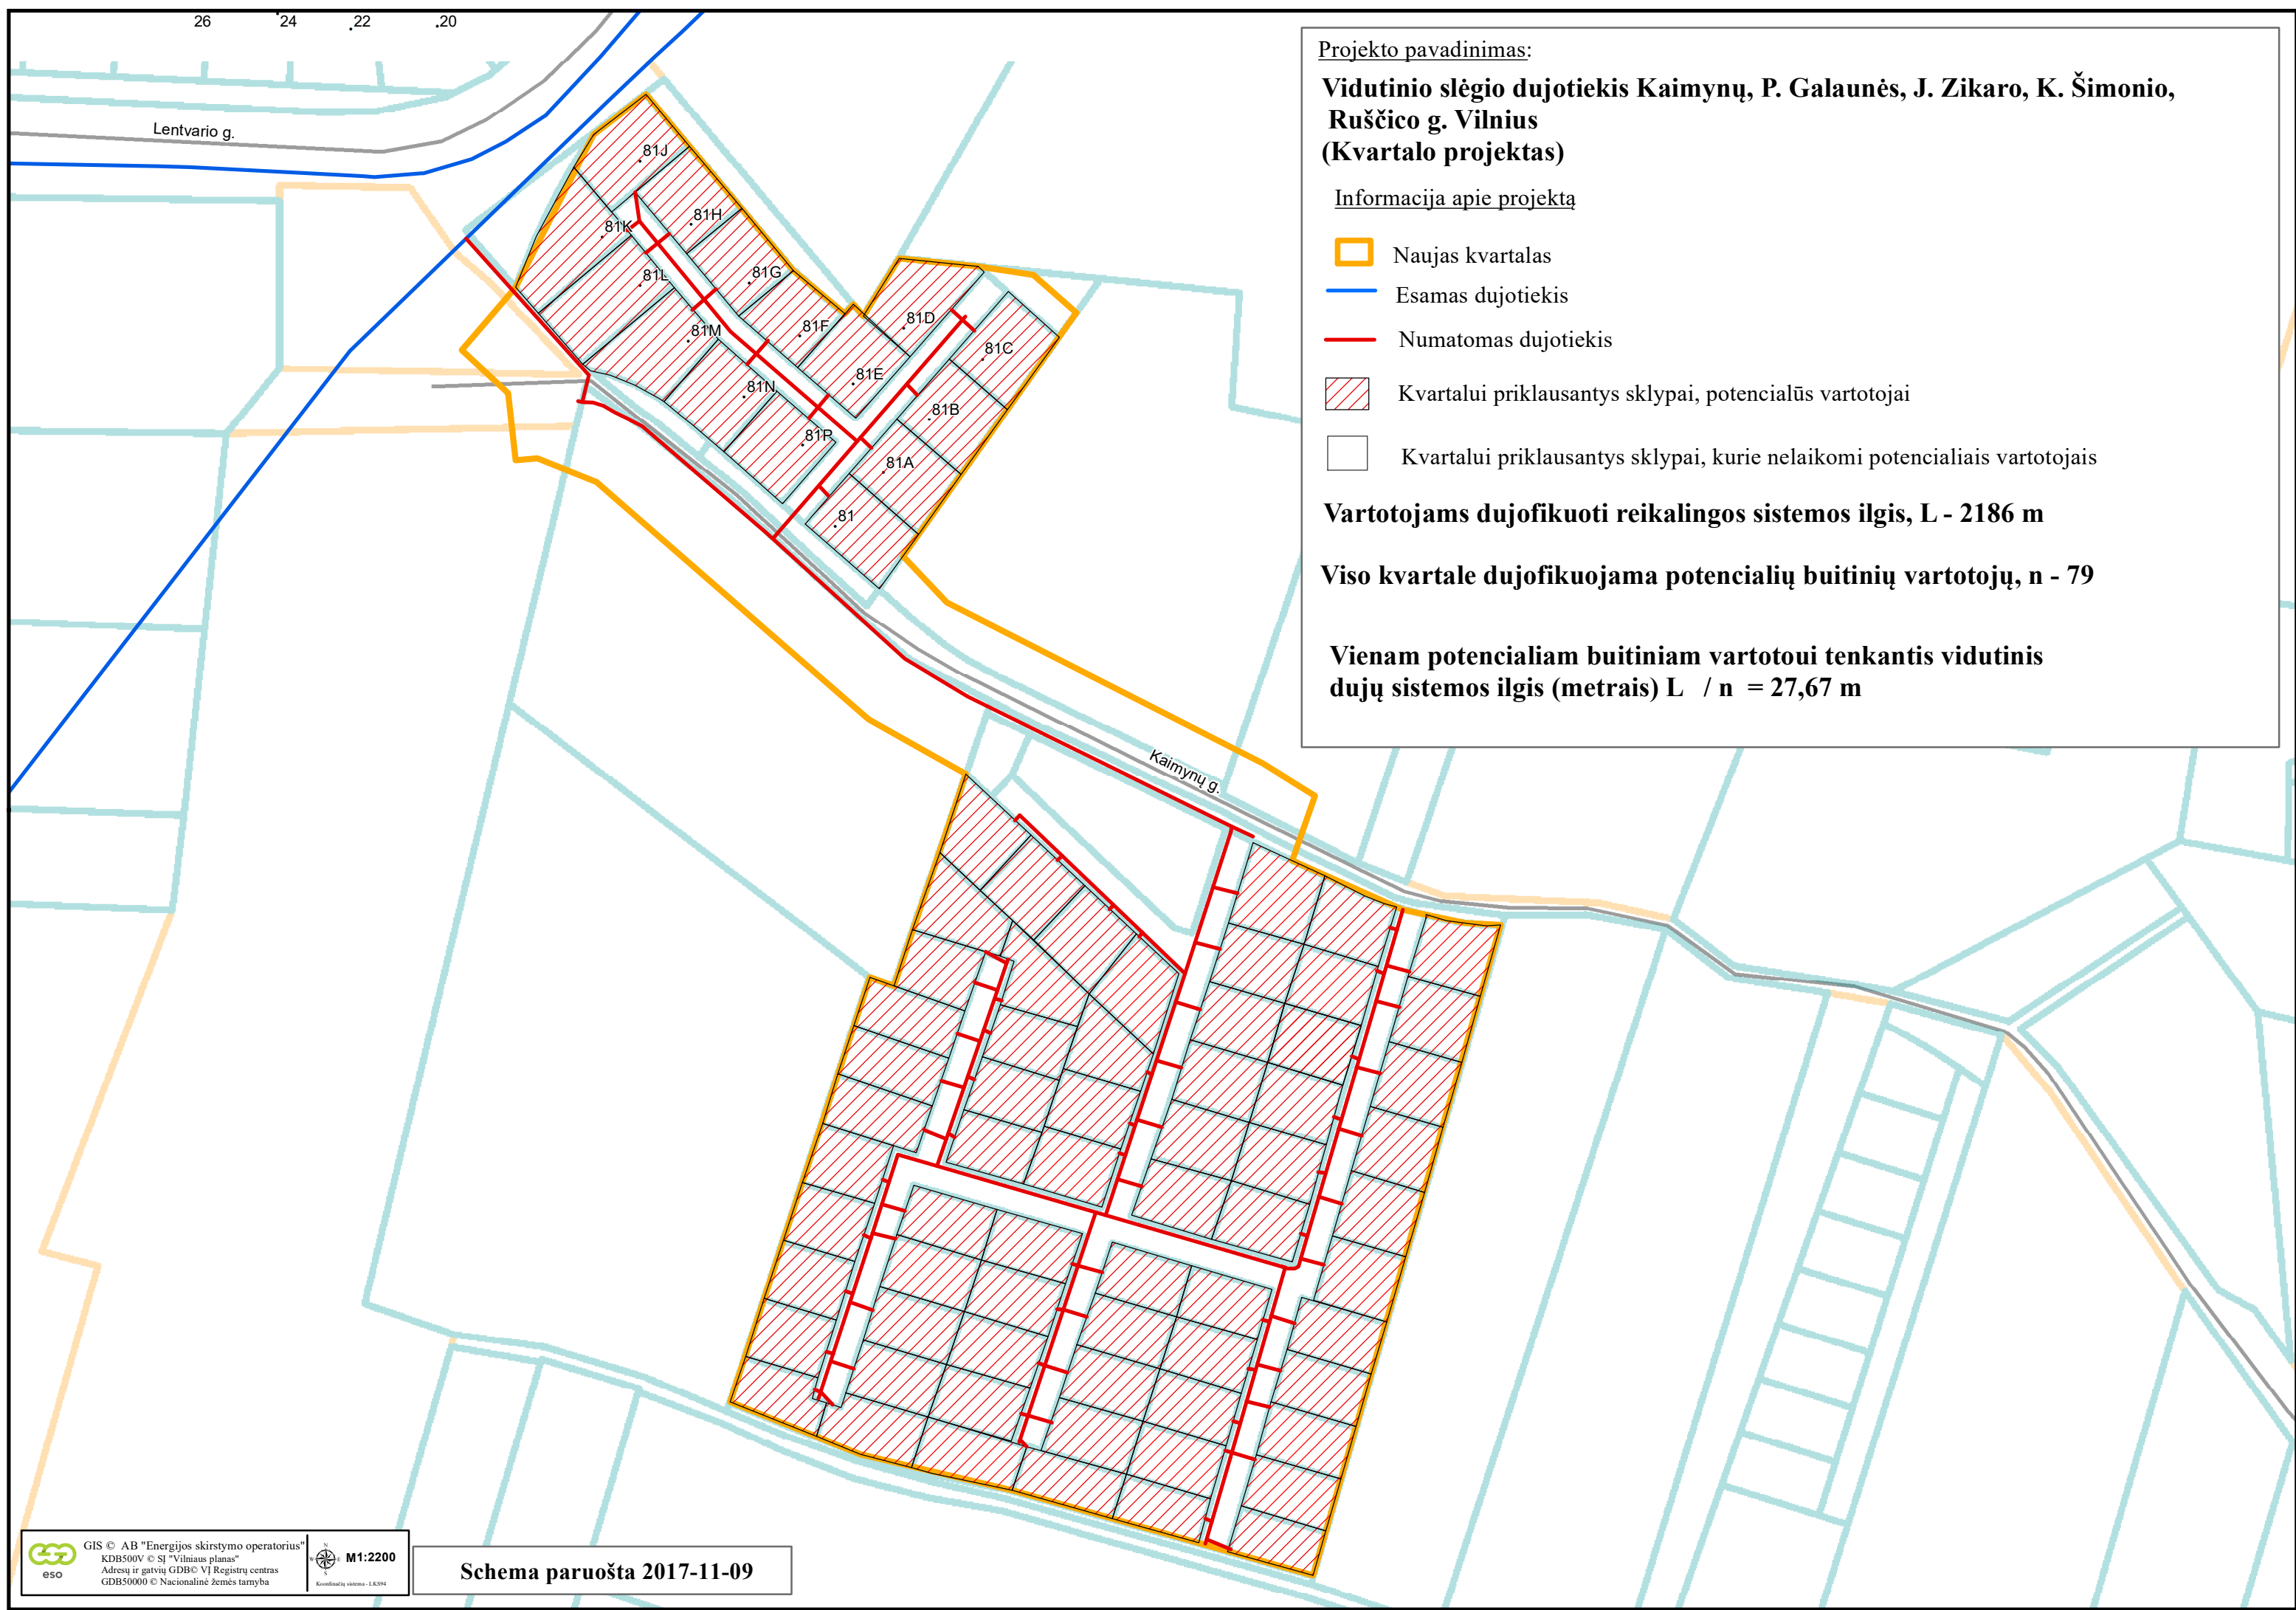 26
24
22
20
Lentvario g.
81J
81H
81K
81G
81L
81F
81D
81M
81C
81E
81N
81B
81P
81A
81
Kaimynų g.
Projekto pavadinimas:
Vidutinio slėgio dujotiekis Kaimynų, P. Galaunės, J. Zikaro, K. Šimonio,
Ruščico g. Vilnius
(Kvartalo projektas)
Informacija apie projektą
Naujas kvartalas
Esamas dujotiekis
Numatomas dujotiekis
Kvartalui priklausantys sklypai, potencialūs vartotojai
Kvartalui priklausantys sklypai, kurie nelaikomi potencialiais vartotojais
Vartotojams dujofikuoti reikalingos sistemos ilgis, L - 2186 m
Viso kvartale dujofikuojama potencialių buitinių vartotojų, n - 79
Vienam potencialiam buitiniam vartotoui tenkantis vidutinis
dujų sistemos ilgis (metrais) L / n = 27,67 m
eso
GIS © AB "Energijos skirstymo operatorius"
KDB500V © SĮ "Vilniaus planas"
Adresų ir gatvių GDB© VĮ Registrų centras
GDB50000 © Nacionalinė žemės tarnyba
N
W
E
S
M1:2200
Koordinačių sistema - LKS94
Schema paruošta 2017-11-09